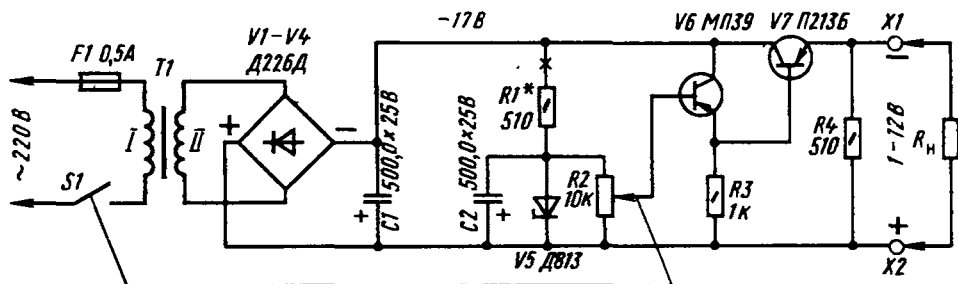 F1 0,5А
T1
V1-V4
Д226Д
-17В
V6 МП39
V7 П213Б
X1
~220В
S1
I
II
+
-
500,0×25В
+
C1
500,0×25В
+
C2
R1*
510
R2
10к
V5 Д813
R3
1к
R4
510
-
1-12В
+
Rн
X2